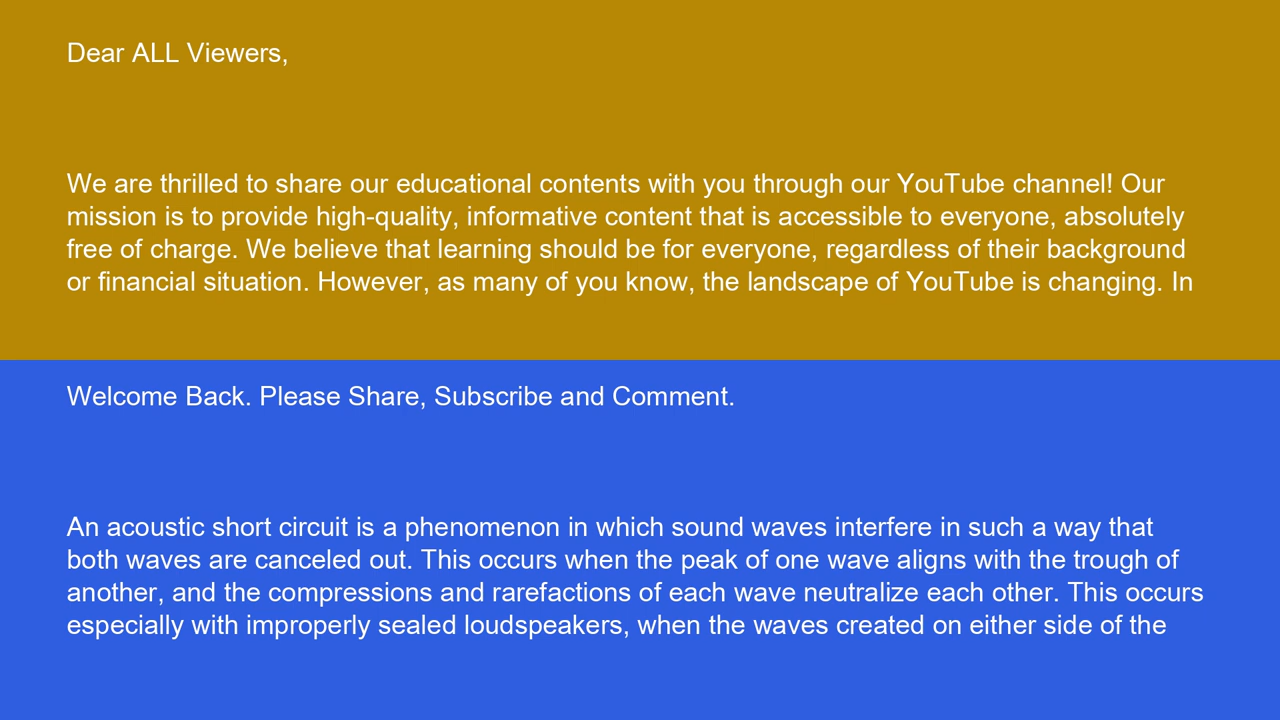 Dear ALL Viewers,
We are thrilled to share our educational contents with you through our YouTube channel! Our
mission is to provide high-quality, informative content that is accessible to everyone, absolutely
free of charge. We believe that learning should be for everyone, regardless of their background
or financial situation. However, as many of you know, the landscape of YouTube is changing. In
Welcome Back. Please Share, Subscribe and Comment.
An acoustic short circuit is a phenomenon in which sound waves interfere in such a way that
both waves are canceled out. This occurs when the peak of one wave aligns with the trough of
another, and the compressions and rarefactions of each wave neutralize each other. This occurs
especially with improperly sealed loudspeakers, when the waves created on either side of the